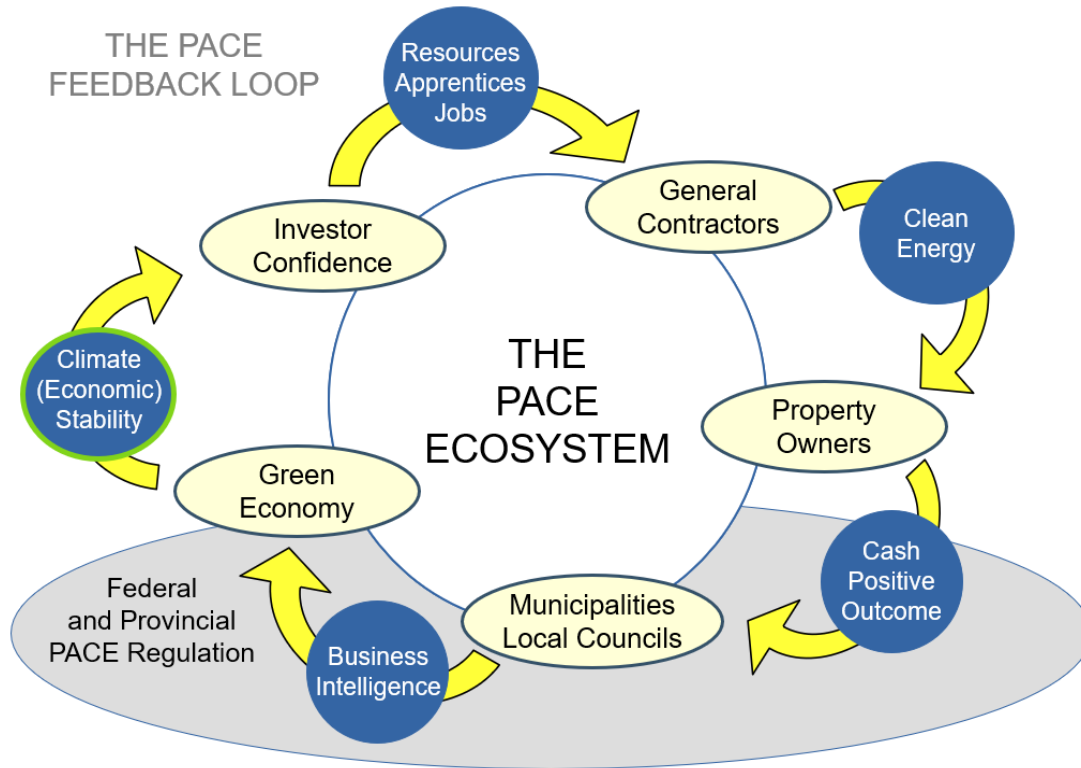 THE PACE
FEEDBACK LOOP
Resources
Apprentices
Jobs
General
Contractors
Clean
Energy
Investor
Confidence
THE
PACE
ECOSYSTEM
Climate
(Economic)
Stability
Property
Owners
Green
Economy
Cash
Positive
Outcome
Federal
and Provincial
PACE Regulation
Municipalities
Local Councils
Business
Intelligence